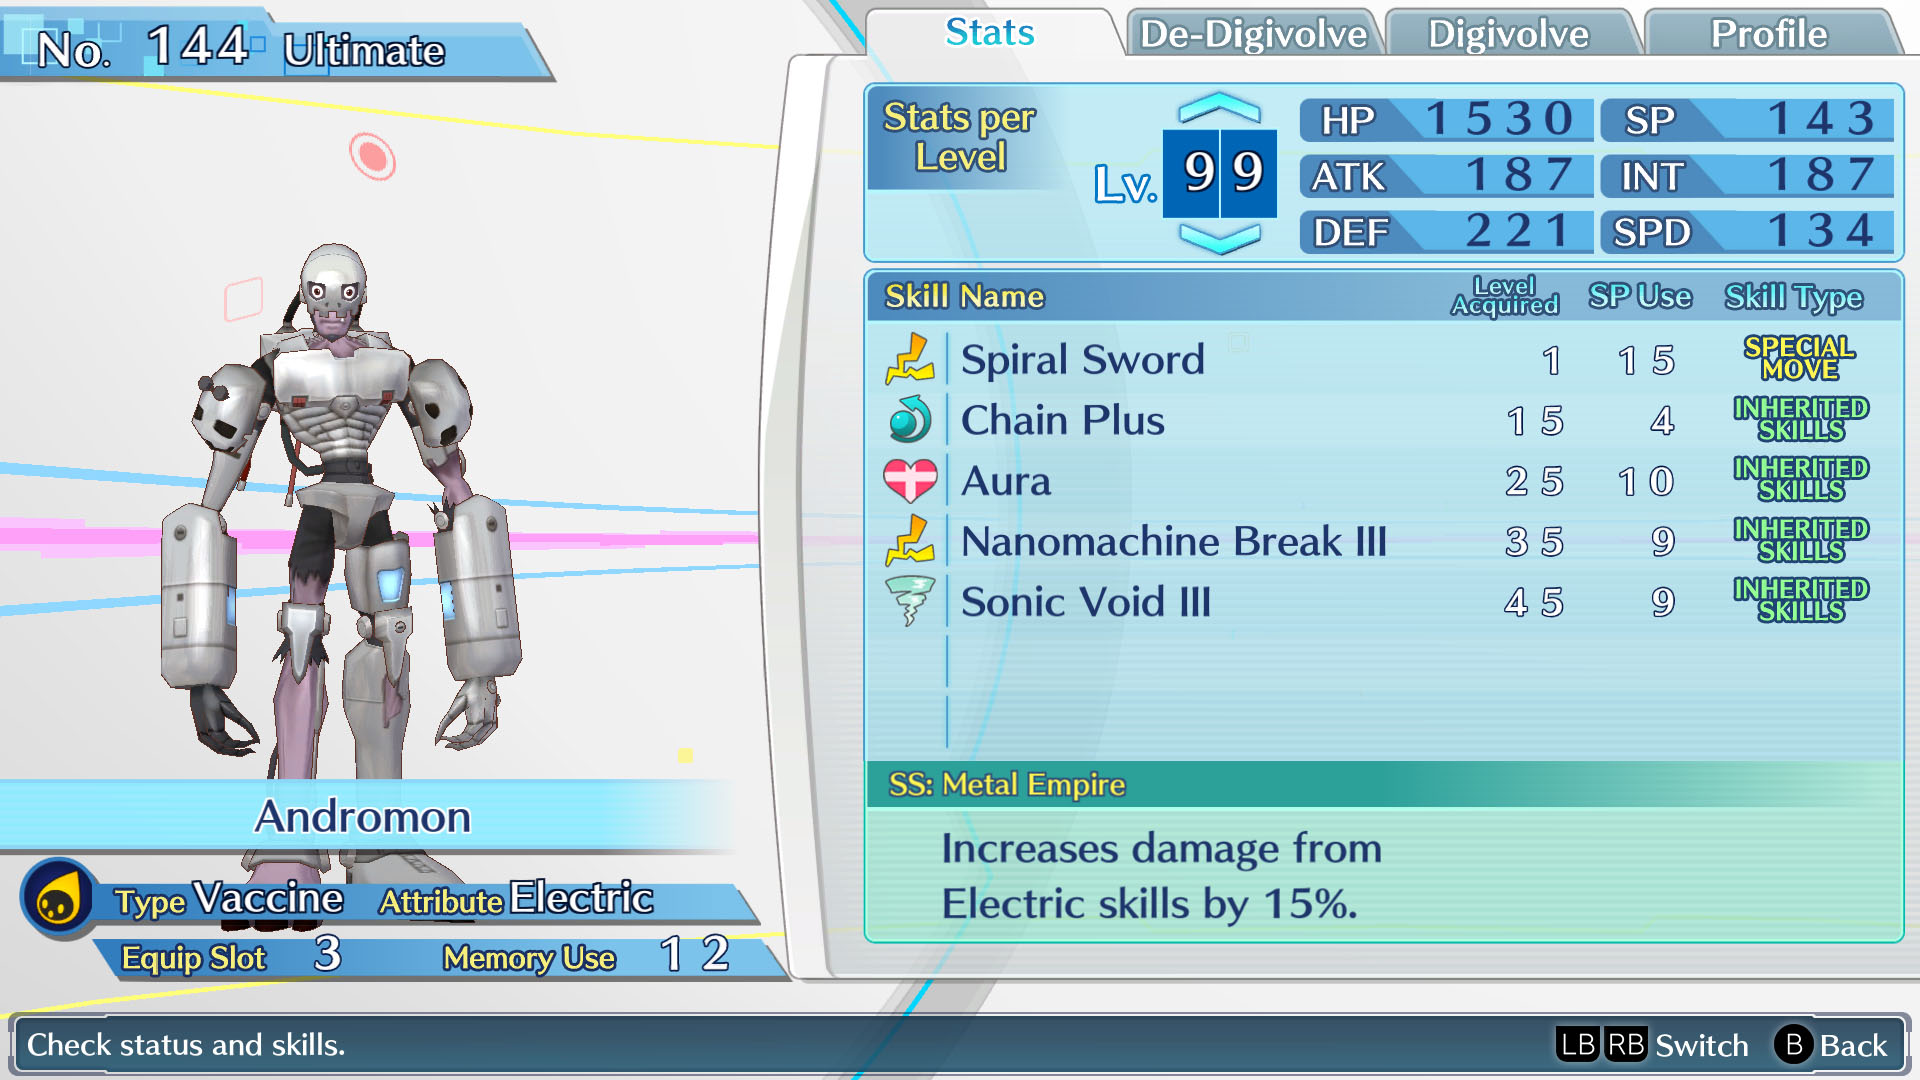 No. 144 Ultimate
Stats
De-Digivolve
Digivolve
Profile
Stats per
Level
Lv. 99
HP 1530
SP 143
ATK 187
INT 187
DEF 221
SPD 134
Skill Name
Level
Acquired
SP Use
Skill Type
Spiral Sword 1 15 SPECIAL
MOVE
Chain Plus 15 4 INHERITED
SKILLS
Aura 25 10 INHERITED
SKILLS
Nanomachine Break III 35 9 INHERITED
SKILLS
Sonic Void III 45 9 INHERITED
SKILLS
SS: Metal Empire
Increases damage from
Electric skills by 15%.
Andromon
Type Vaccine Attribute Electric
Equip Slot 3 Memory Use 12
Check status and skills.
LB RB Switch B Back